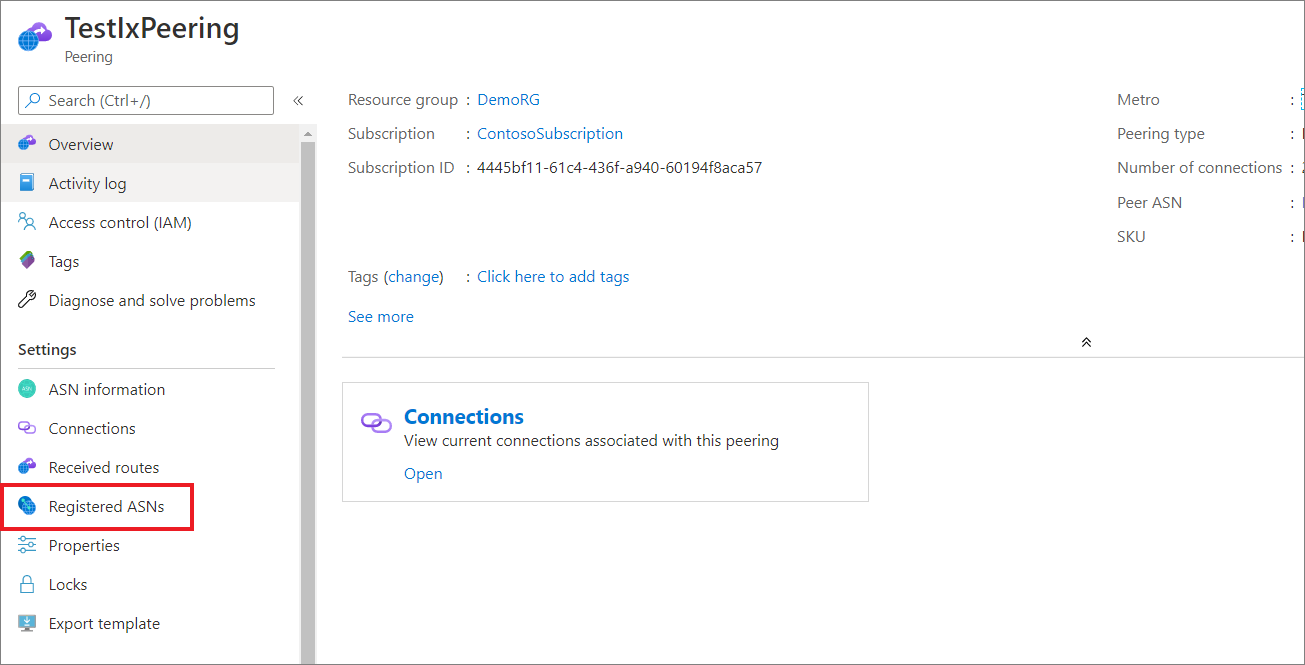 TestIxPeering
Peering
Search (Ctrl+/)
«
Overview
Activity log
Access control (IAM)
Tags
Diagnose and solve problems
Settings
ASN information
Connections
Received routes
Registered ASNs
Properties
Locks
Export template
Resource group : DemoRG
Subscription : ContosoSubscription
Subscription ID : 4445bf11-61c4-436f-a940-60194f8aca57
Tags (change) : Click here to add tags
See more
Metro :
Peering type :
Number of connections :
Peer ASN :
SKU :
Connections
View current connections associated with this peering
Open